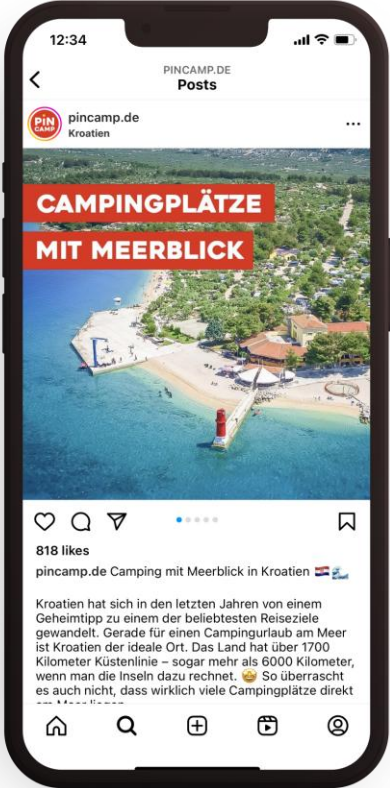 12:34
PINCAMP.DE
Posts
PiN
CAMP
pincamp.de
Kroatien
CAMPINGPLÄTZE
MIT MEERBLICK
818 likes
pincamp.de Camping mit Meerblick in Kroatien 🇭🇷🏊
Kroatien hat sich in den letzten Jahren von einem
Geheimtipp zu einem der beliebtesten Reiseziele
gewandelt. Gerade für einen Campingurlaub am Meer
ist Kroatien der ideale Ort. Das Land hat über 1700
Kilometer Küstenlinie – sogar mehr als 6000 Kilometer,
wenn man die Inseln dazu rechnet. 🤩 So überrascht
es auch nicht, dass wirklich viele Campingplätze direkt
am Meer liegen